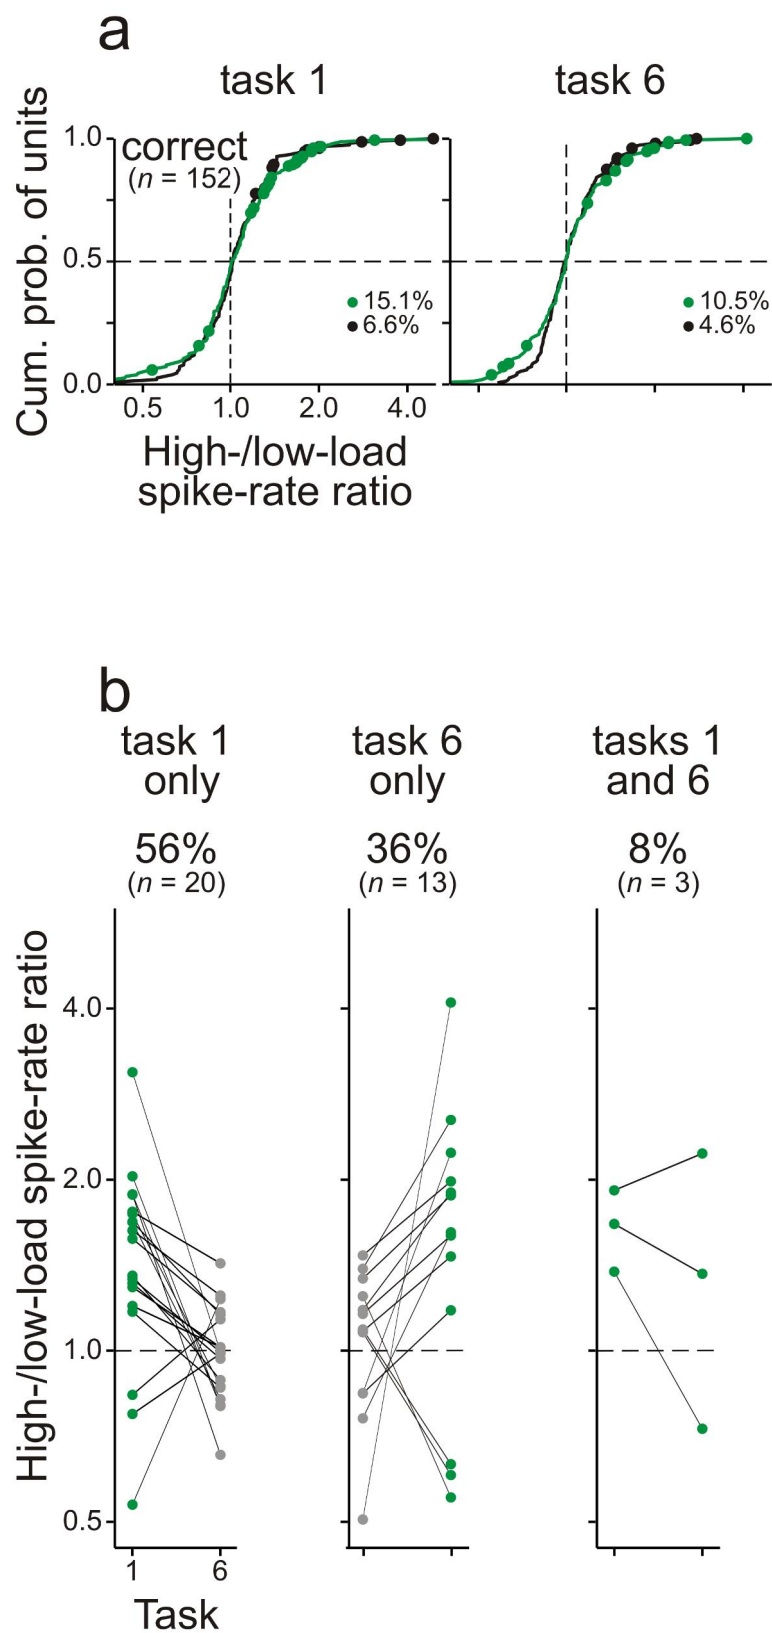 a
task 1
task 6
Cum. prob. of units
1.0
0.5
0.0
correct
(n = 152)
15.1%
6.6%
10.5%
4.6%
0.5
1.0
2.0
4.0
High-/low-load
spike-rate ratio
b
task 1
only
task 6
only
tasks 1
and 6
56%
(n = 20)
36%
(n = 13)
8%
(n = 3)
High-/low-load spike-rate ratio
4.0
2.0
1.0
0.5
1
6
Task